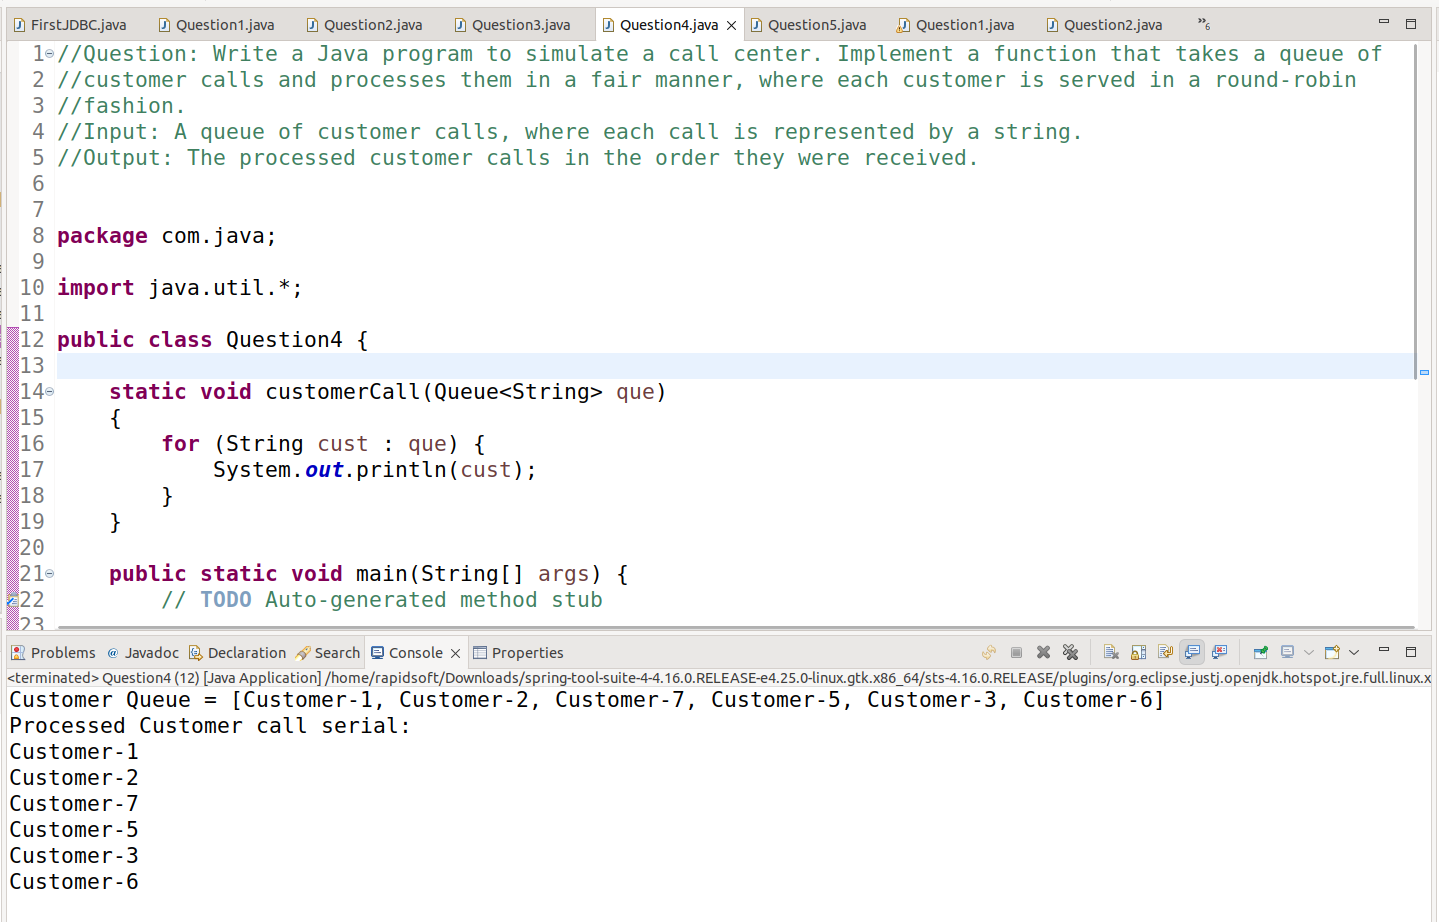 FirstJDBC.java Question1.java Question2.java Question3.java Question4.java Question5.java Question1.java Question2.java »6
1 //Question: Write a Java program to simulate a call center. Implement a function that takes a queue of
2 //customer calls and processes them in a fair manner, where each customer is served in a round-robin
3 //fashion.
4 //Input: A queue of customer calls, where each call is represented by a string.
5 //Output: The processed customer calls in the order they were received.
6
7
8 package com.java;
9
10 import java.util.*;
11
12 public class Question4 {
13
14 static void customerCall(Queue<String> que)
15 {
16 for (String cust : que) {
17 System.out.println(cust);
18 }
19 }
20
21 public static void main(String[] args) {
22 // TODO Auto-generated method stub
23
Problems @ Javadoc Declaration Search Console Properties
<terminated> Question4 (12) [Java Application] /home/rapidsoft/Downloads/spring-tool-suite-4-4.16.0.RELEASE-e4.25.0-linux.gtk.x86_64/sts-4.16.0.RELEASE/plugins/org.eclipse.justj.openjdk.hotspot.jre.full.linux.x
Customer Queue = [Customer-1, Customer-2, Customer-7, Customer-5, Customer-3, Customer-6]
Processed Customer call serial:
Customer-1
Customer-2
Customer-7
Customer-5
Customer-3
Customer-6